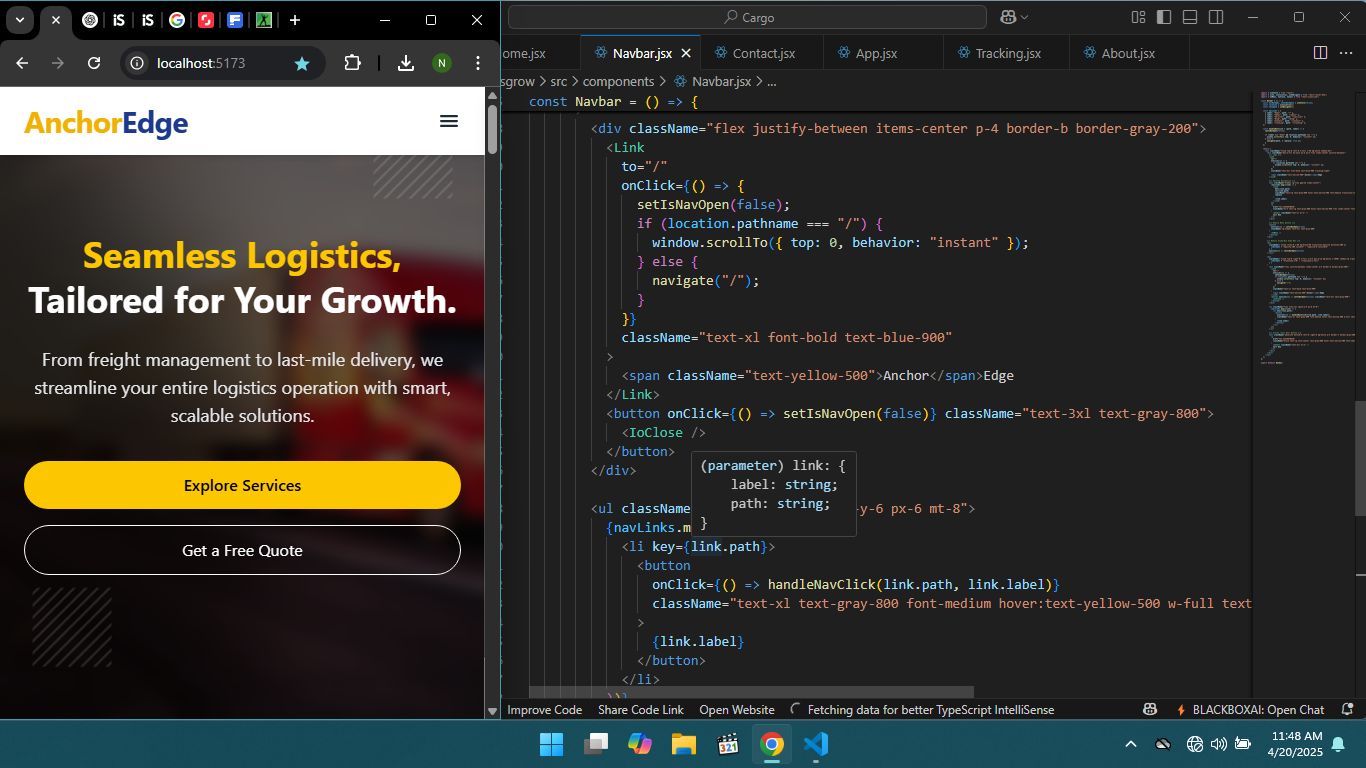 iS
iS
localhost:5173
N
AnchorEdge
Seamless Logistics,
Tailored for Your Growth.
From freight management to last-mile delivery, we
streamline your entire logistics operation with smart,
scalable solutions.
Explore Services
Get a Free Quote
Cargo
ome.jsx
Navbar.jsx
Contact.jsx
App.jsx
Tracking.jsx
About.jsx
sgrow > src > components > Navbar.jsx > ...
const Navbar = () => {
<div className="flex justify-between items-center p-4 border-b border-gray-200">
<Link
to="/"
onClick={() => {
setIsNavOpen(false);
if (location.pathname === "/") {
window.scrollTo({ top: 0, behavior: "instant" });
} else {
navigate("/");
}
}}
className="text-xl font-bold text-blue-900"
>
<span className="text-yellow-500">Anchor</span>Edge
</Link>
<button onClick={() => setIsNavOpen(false)} className="text-3xl text-gray-800">
<IoClose />
</button>
</div>
(parameter) link: {
label: string;
path: string;
}
<ul className -y-6 px-6 mt-8">
{navLinks.m
<li key={link.path}>
<button
onClick={() => handleNavClick(link.path, link.label)}
className="text-xl text-gray-800 font-medium hover:text-yellow-500 w-full text
>
{link.label}
</button>
</li>
))}
Improve Code Share Code Link Open Website Fetching data for better TypeScript IntelliSense BLACKBOXAI: Open Chat
321
11:48 AM
4/20/2025